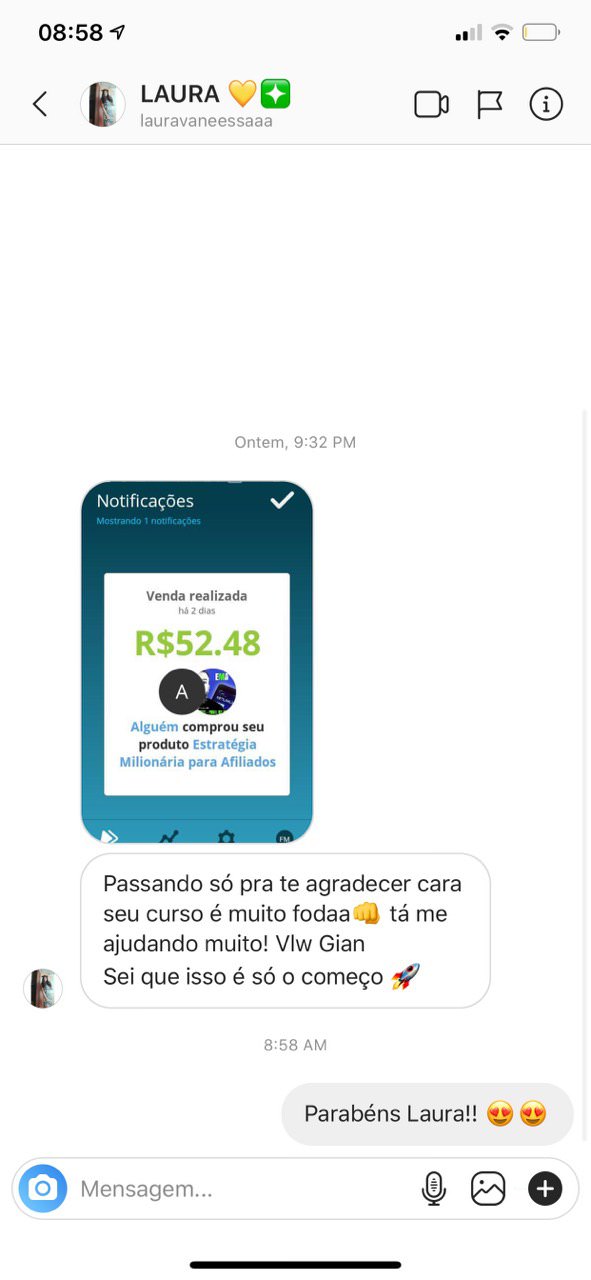 08:58
LAURA 💛❇️
lauravaneessaaa
Ontem, 9:32 PM
Notificações
Mostrando 1 notificações
Venda realizada
há 2 dias
R$52.48
A
Alguém comprou seu
produto Estratégia
Milionária para Afiliados
FM
Passando só pra te agradecer cara
seu curso é muito fodaa👊 tá me
ajudando muito! Vlw Gian
Sei que isso é só o começo 🚀
8:58 AM
Parabéns Laura!! 😍😍
Mensagem...